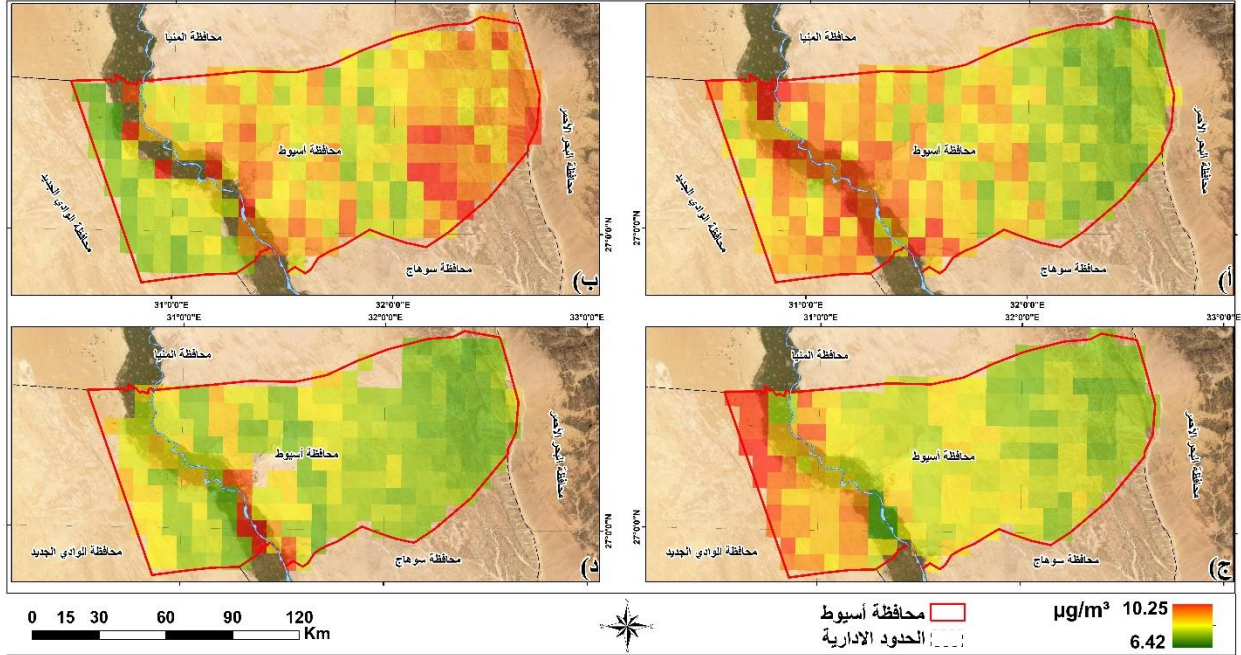 محافظة المنيا
محافظة أسيوط
محافظة البحر الأحمر
محافظة الوادي الجديد
محافظة سوهاج
أ)
27°0'0"N
31°0'0"E
32°0'0"E
33°0'0"E
محافظة المنيا
محافظة أسيوط
محافظة البحر الأحمر
محافظة الوادي الجديد
محافظة سوهاج
ب)
27°0'0"N
31°0'0"E
32°0'0"E
33°0'0"E
محافظة المنيا
محافظة أسيوط
محافظة البحر الأحمر
محافظة الوادي الجديد
محافظة سوهاج
ج)
محافظة المنيا
محافظة أسيوط
محافظة البحر الأحمر
محافظة الوادي الجديد
محافظة سوهاج
د)
µg/m³ 10.25
6.42
محافظة أسيوط
الحدود الادارية
0 15 30 60 90 120
Km